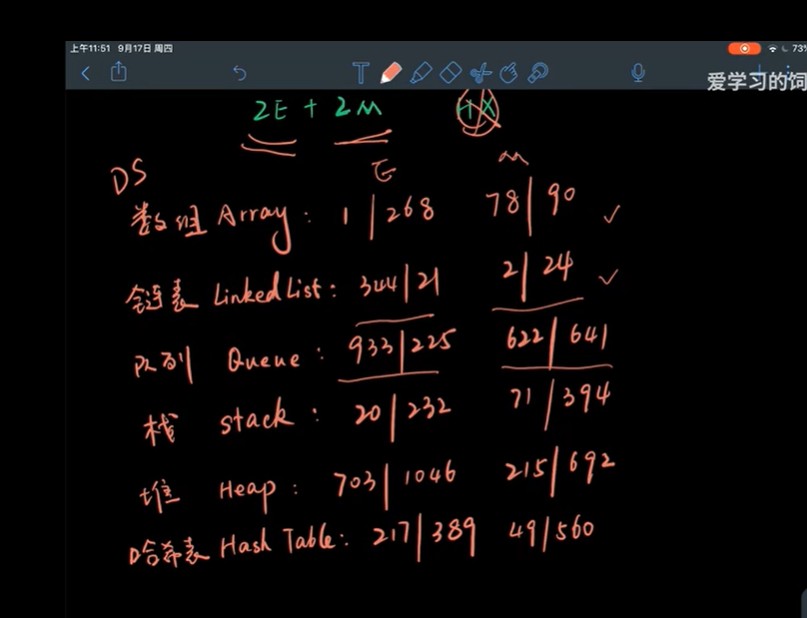 上午11:51 9月17日 周四
73%
爱学习的词
2E + 2M HX
E M
DS
数组 Array: 1 | 268 78 | 90 ✓
链表 LinkedList: 344 | 21 2 | 24 ✓
队列 Queue: 933 | 225 622 | 641
栈 stack: 20 | 232 71 | 394
堆 Heap: 703 | 1046 215 | 692
哈希表 Hash Table: 217 | 389 49 | 560